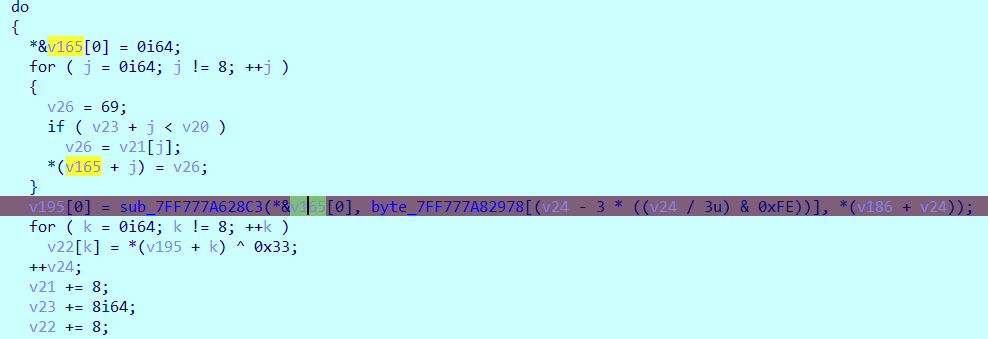 do
{
*&v165[0] = 0i64;
for ( j = 0i64; j != 8; ++j )
{
v26 = 69;
if ( v23 + j < v20 )
v26 = v21[j];
*(v165 + j) = v26;
}
v195[0] = sub_7FF777A628C3(*&v165[0], byte_7FF777A82978[(v24 - 3 * ((v24 / 3u) & 0xFE))], *(v186 + v24));
for ( k = 0i64; k != 8; ++k )
v22[k] = *(v195 + k) ^ 0x33;
++v24;
v21 += 8;
v23 += 8i64;
v22 += 8;